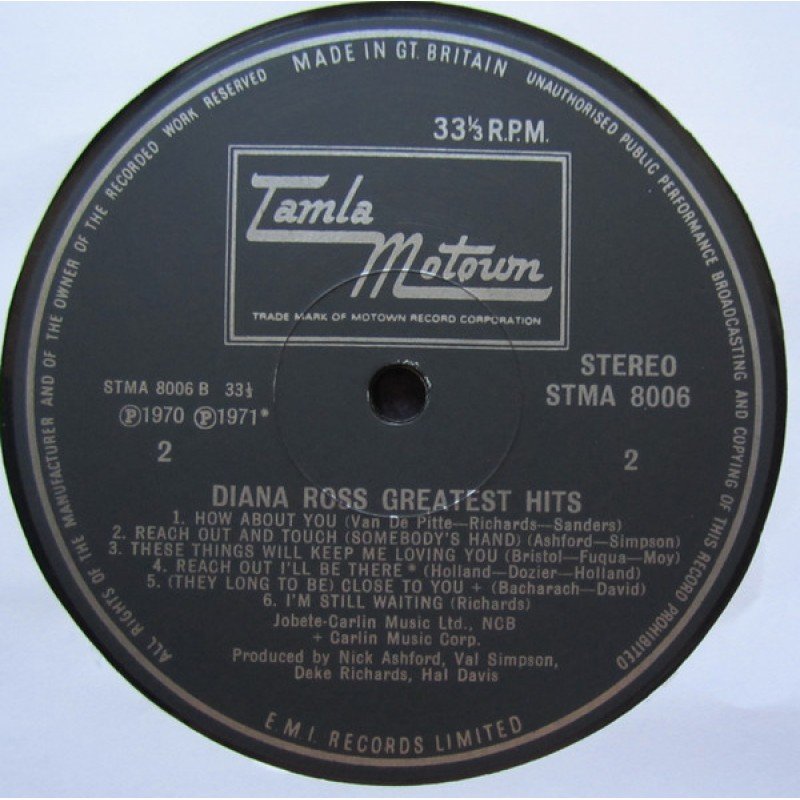 MADE IN GT. BRITAIN
UNAUTHORISED PUBLIC PERFORMANCE BROADCASTING AND COPYING OF THIS RECORD PROHIBITED
ALL RIGHTS OF THE MANUFACTURER AND OF THE OWNER OF THE RECORDED WORK RESERVED
33⅓ R.P.M.
Tamla
Motown
TRADE MARK OF MOTOWN RECORD CORPORATION
STEREO
STMA 8006 B 33⅓
STMA 8006
Ⓟ1970 Ⓟ1971*
2
2
DIANA ROSS GREATEST HITS
1. HOW ABOUT YOU (Van De Pitte—Richards—Sanders)
2. REACH OUT AND TOUCH (SOMEBODY'S HAND) (Ashford—Simpson)
3. THESE THINGS WILL KEEP ME LOVING YOU (Bristol—Fuqua—Moy)
4. REACH OUT I'LL BE THERE * (Holland—Dozier—Holland)
5. (THEY LONG TO BE) CLOSE TO YOU + (Bacharach—David)
6. I'M STILL WAITING (Richards)
Jobete-Carlin Music Ltd., NCB
+ Carlin Music Corp.
Produced by Nick Ashford, Val Simpson,
Deke Richards, Hal Davis
E.M.I. RECORDS LIMITED